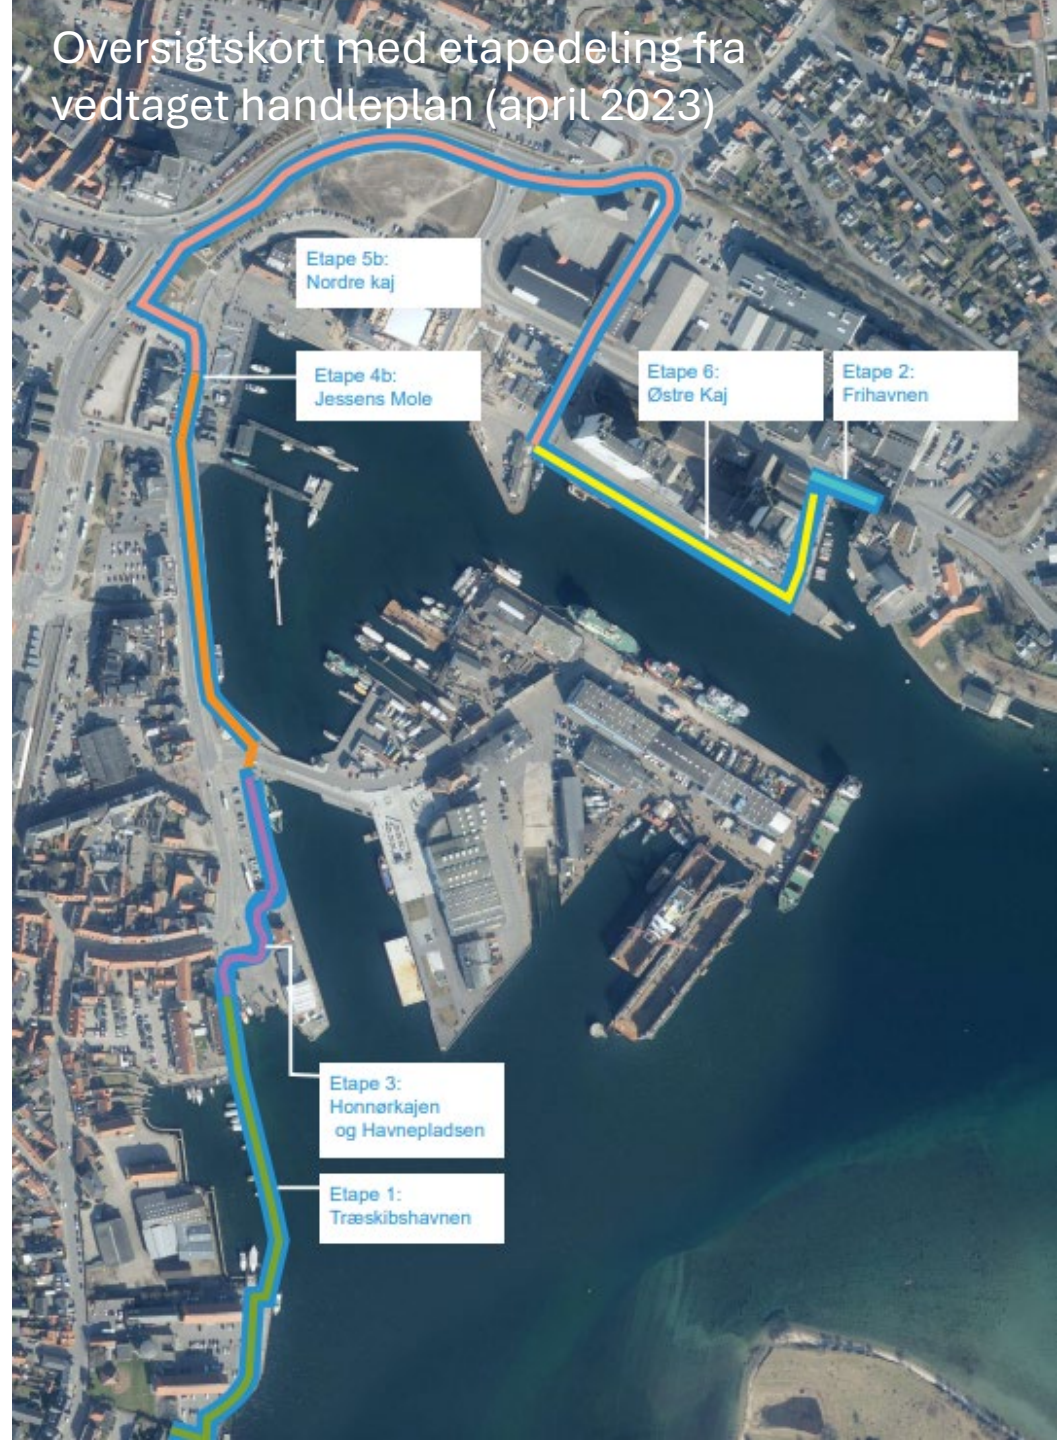 Oversigtskort med etapedeling fra
vedtaget handleplan (april 2023)
Etape 5b:
Nordre kaj
Etape 4b:
Jessens Mole
Etape 6:
Østre Kaj
Etape 2:
Frihavnen
Etape 3:
Honnørkajen
og Havnepladsen
Etape 1:
Træskibshavnen